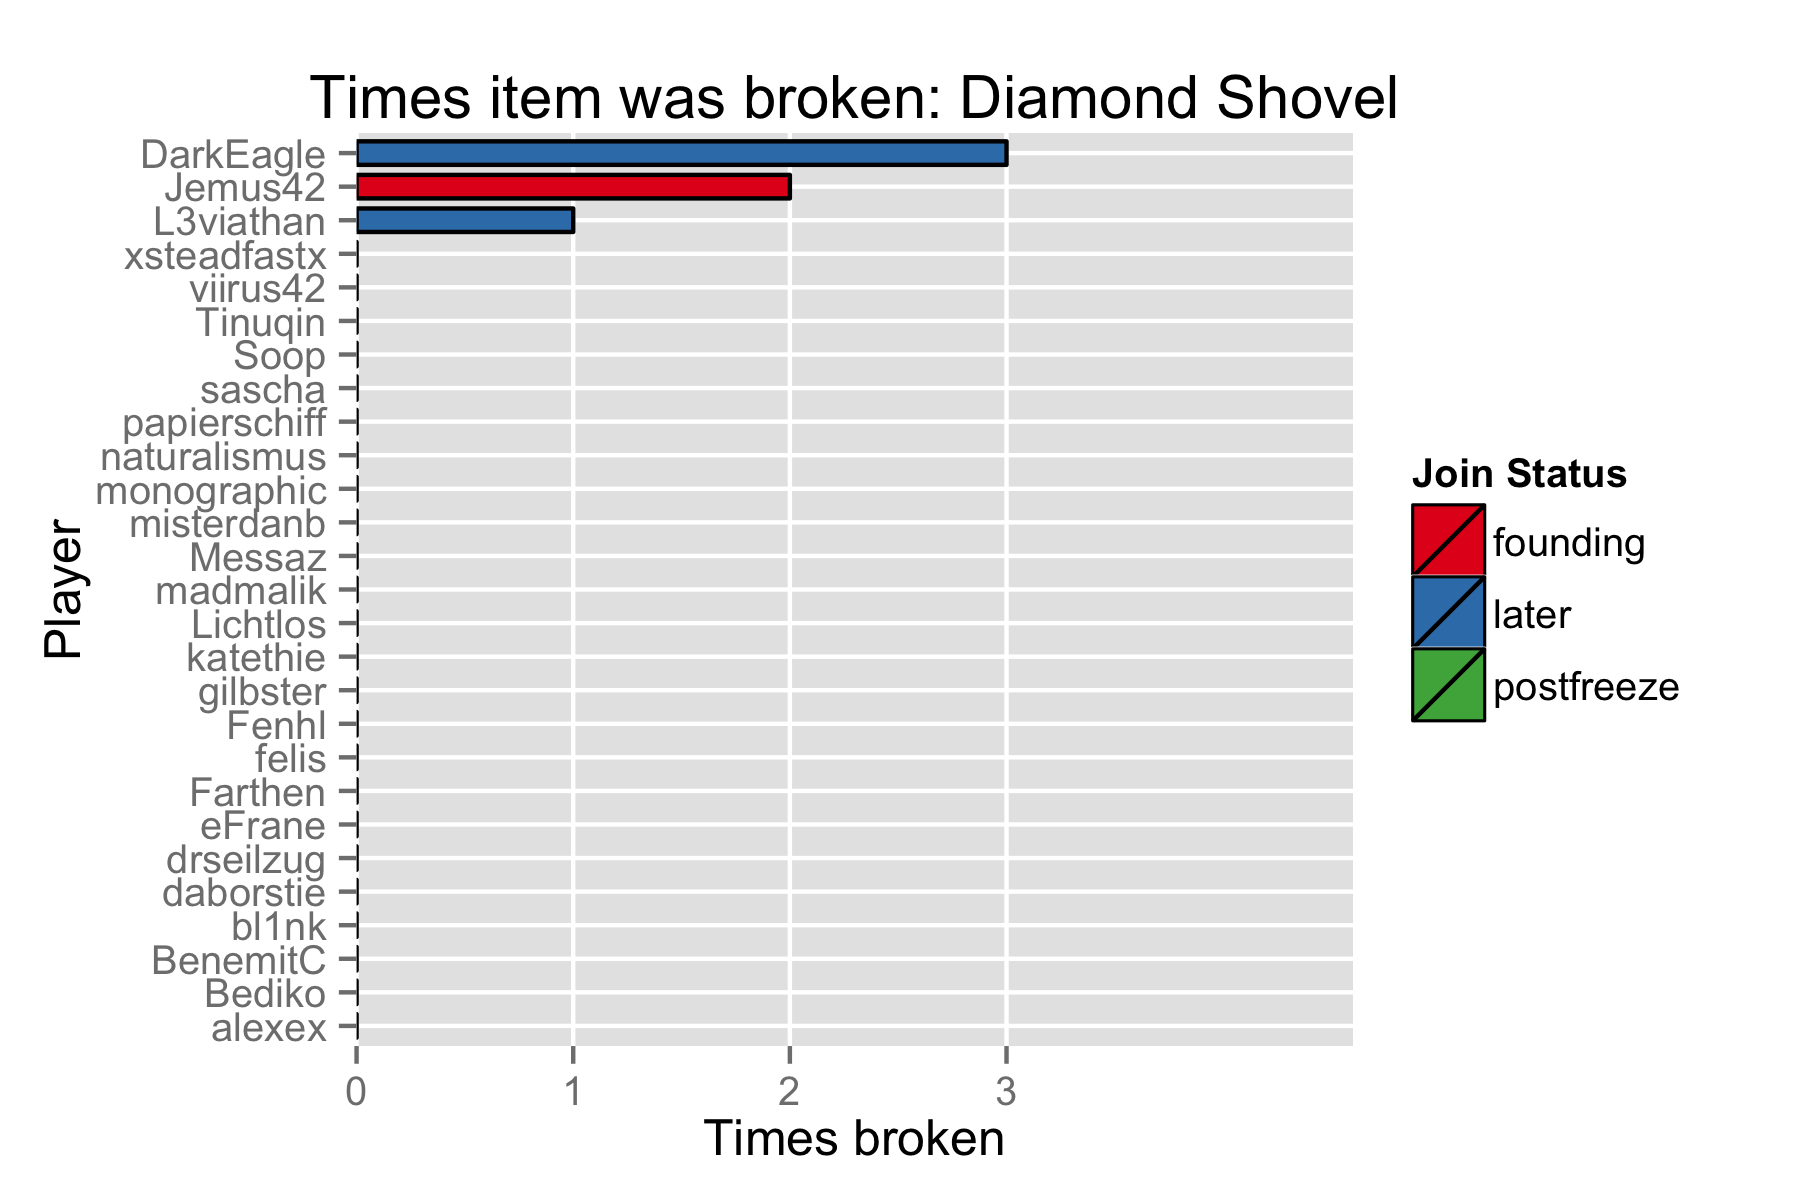 Times item was broken: Diamond Shovel
DarkEagle
Jemus42
L3viathan
xsteadfastx
viirus42
Tinuqin
Soop
sascha
papierschiff
naturalismus
monographic
misterdanb
Messaz
madmalik
Lichtlos
katethie
gilbster
Fenhl
felis
Farthen
eFrane
drseilzug
daborstie
bl1nk
BenemitC
Bediko
alexex
Player
0 1 2 3
Times broken
Join Status
founding
later
postfreeze